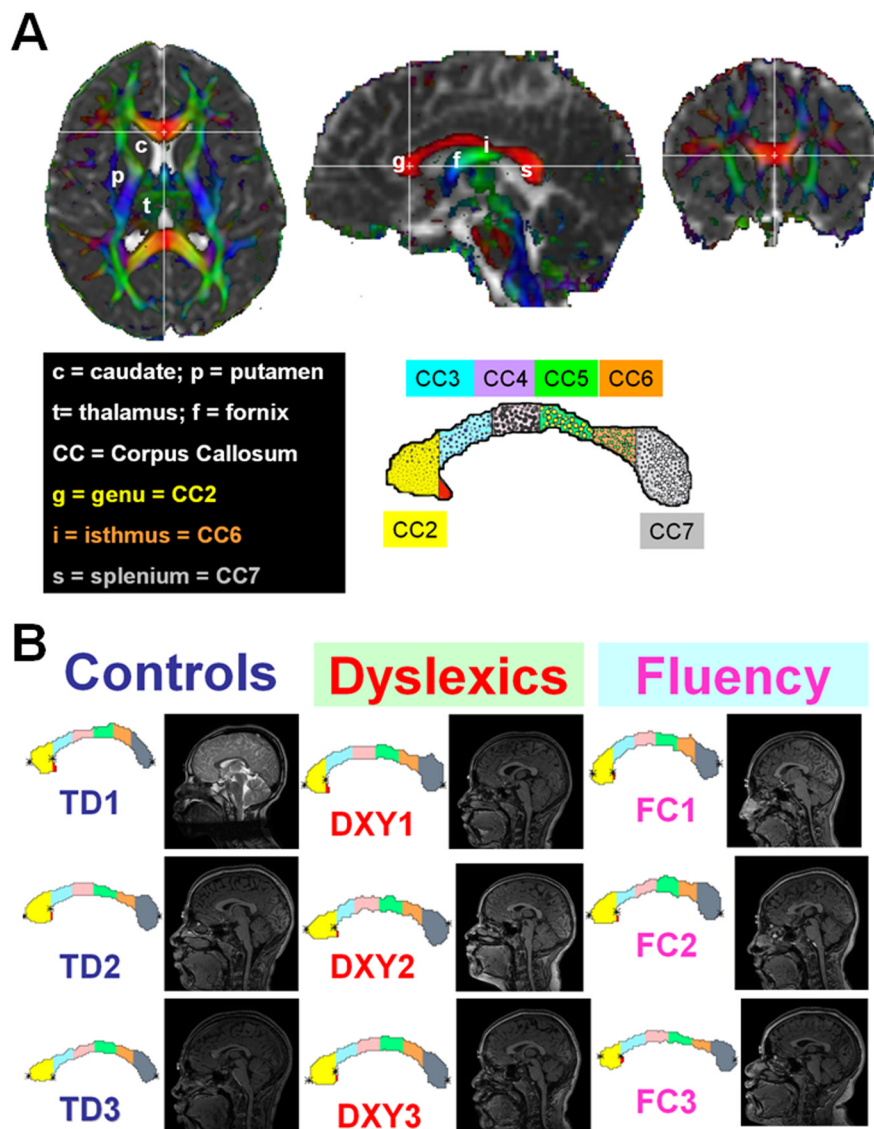 A
c
p
t
g
f
i
s
c = caudate; p = putamen
t= thalamus; f = fornix
CC = Corpus Callosum
g = genu = CC2
i = isthmus = CC6
s = splenium = CC7
CC3 CC4 CC5 CC6
CC2 CC7
B
Controls Dyslexics Fluency
TD1 DXY1 FC1
TD2 DXY2 FC2
TD3 DXY3 FC3